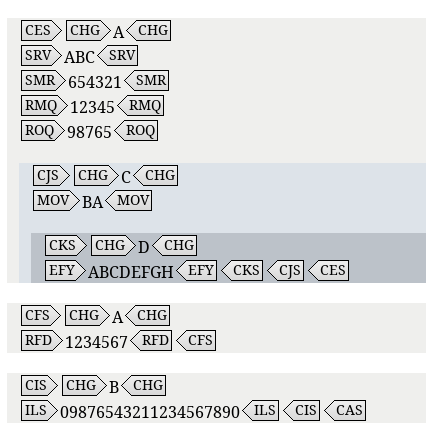 CES CHG A CHG
SRV ABC SRV
SMR 654321 SMR
RMQ 12345 RMQ
ROQ 98765 ROQ
CJS CHG C CHG
MOV BA MOV
CKS CHG D CHG
EFY ABCDEFGH EFY CKS CJS CES
CFS CHG A CHG
RFD 1234567 RFD CFS
CIS CHG B CHG
ILS 09876543211234567890 ILS CIS CAS